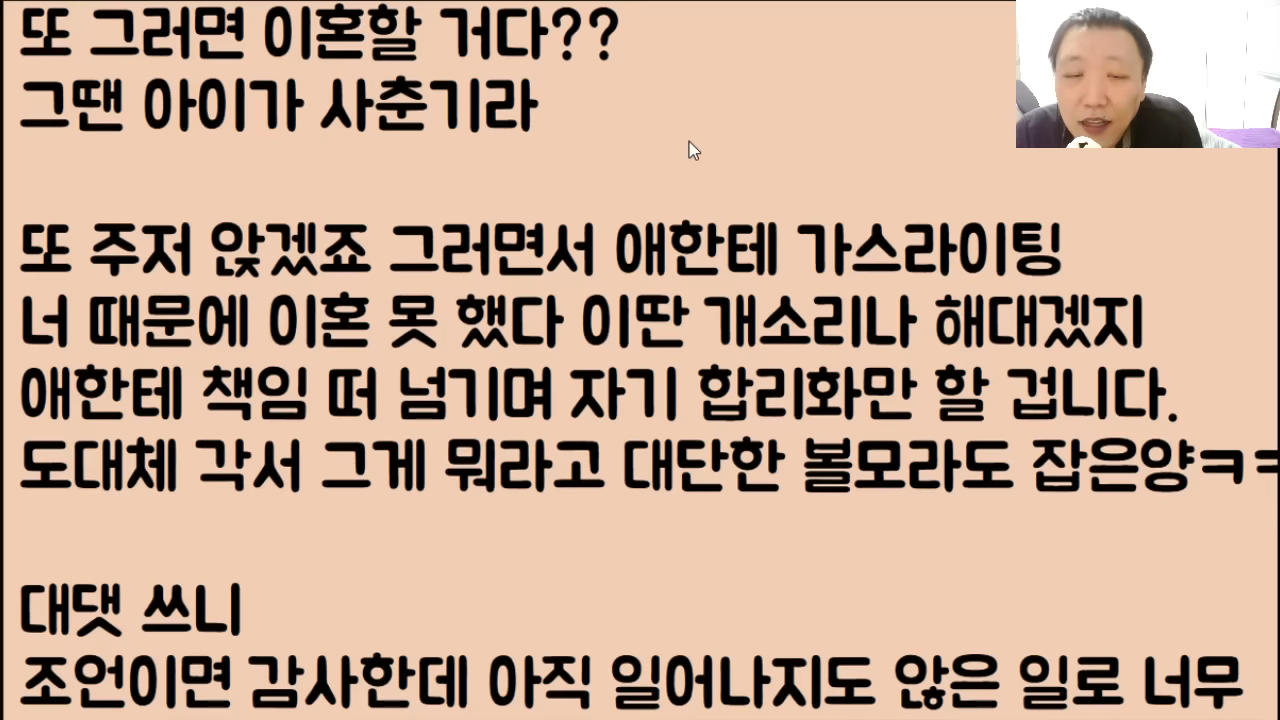 또 그러면 이혼할 거다??
그땐 아이가 사춘기라
또 주저 앉겠죠 그러면서 애한테 가스라이팅
너 때문에 이혼 못 했다 이딴 개소리나 해대겠지
애한테 책임 떠 넘기며 자기 합리화만 할 겁니다.
도대체 각서 그게 뭐라고 대단한 볼모라도 잡은양ㅋㅋ
대댓 쓰니
조언이면 감사한데 아직 일어나지도 않은 일로 너무